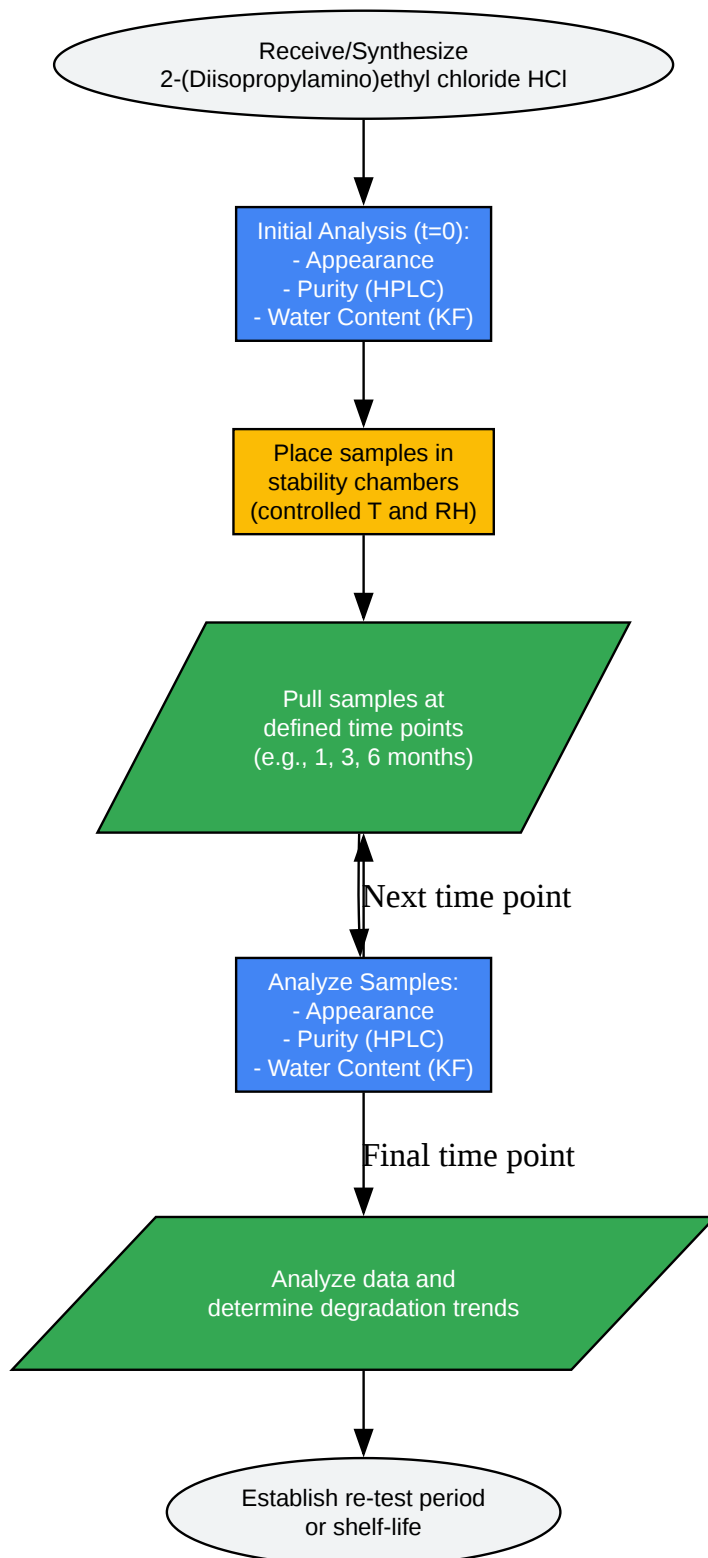 Receive/Synthesize
2-(Diisopropylamino)ethyl chloride HCl
Initial Analysis (t=0):
- Appearance
- Purity (HPLC)
- Water Content (KF)
Place samples in
stability chambers
(controlled T and RH)
Pull samples at
defined time points
(e.g., 1, 3, 6 months)
Next time point
Analyze Samples:
- Appearance
- Purity (HPLC)
- Water Content (KF)
Final time point
Analyze data and
determine degradation trends
Establish re-test period
or shelf-life